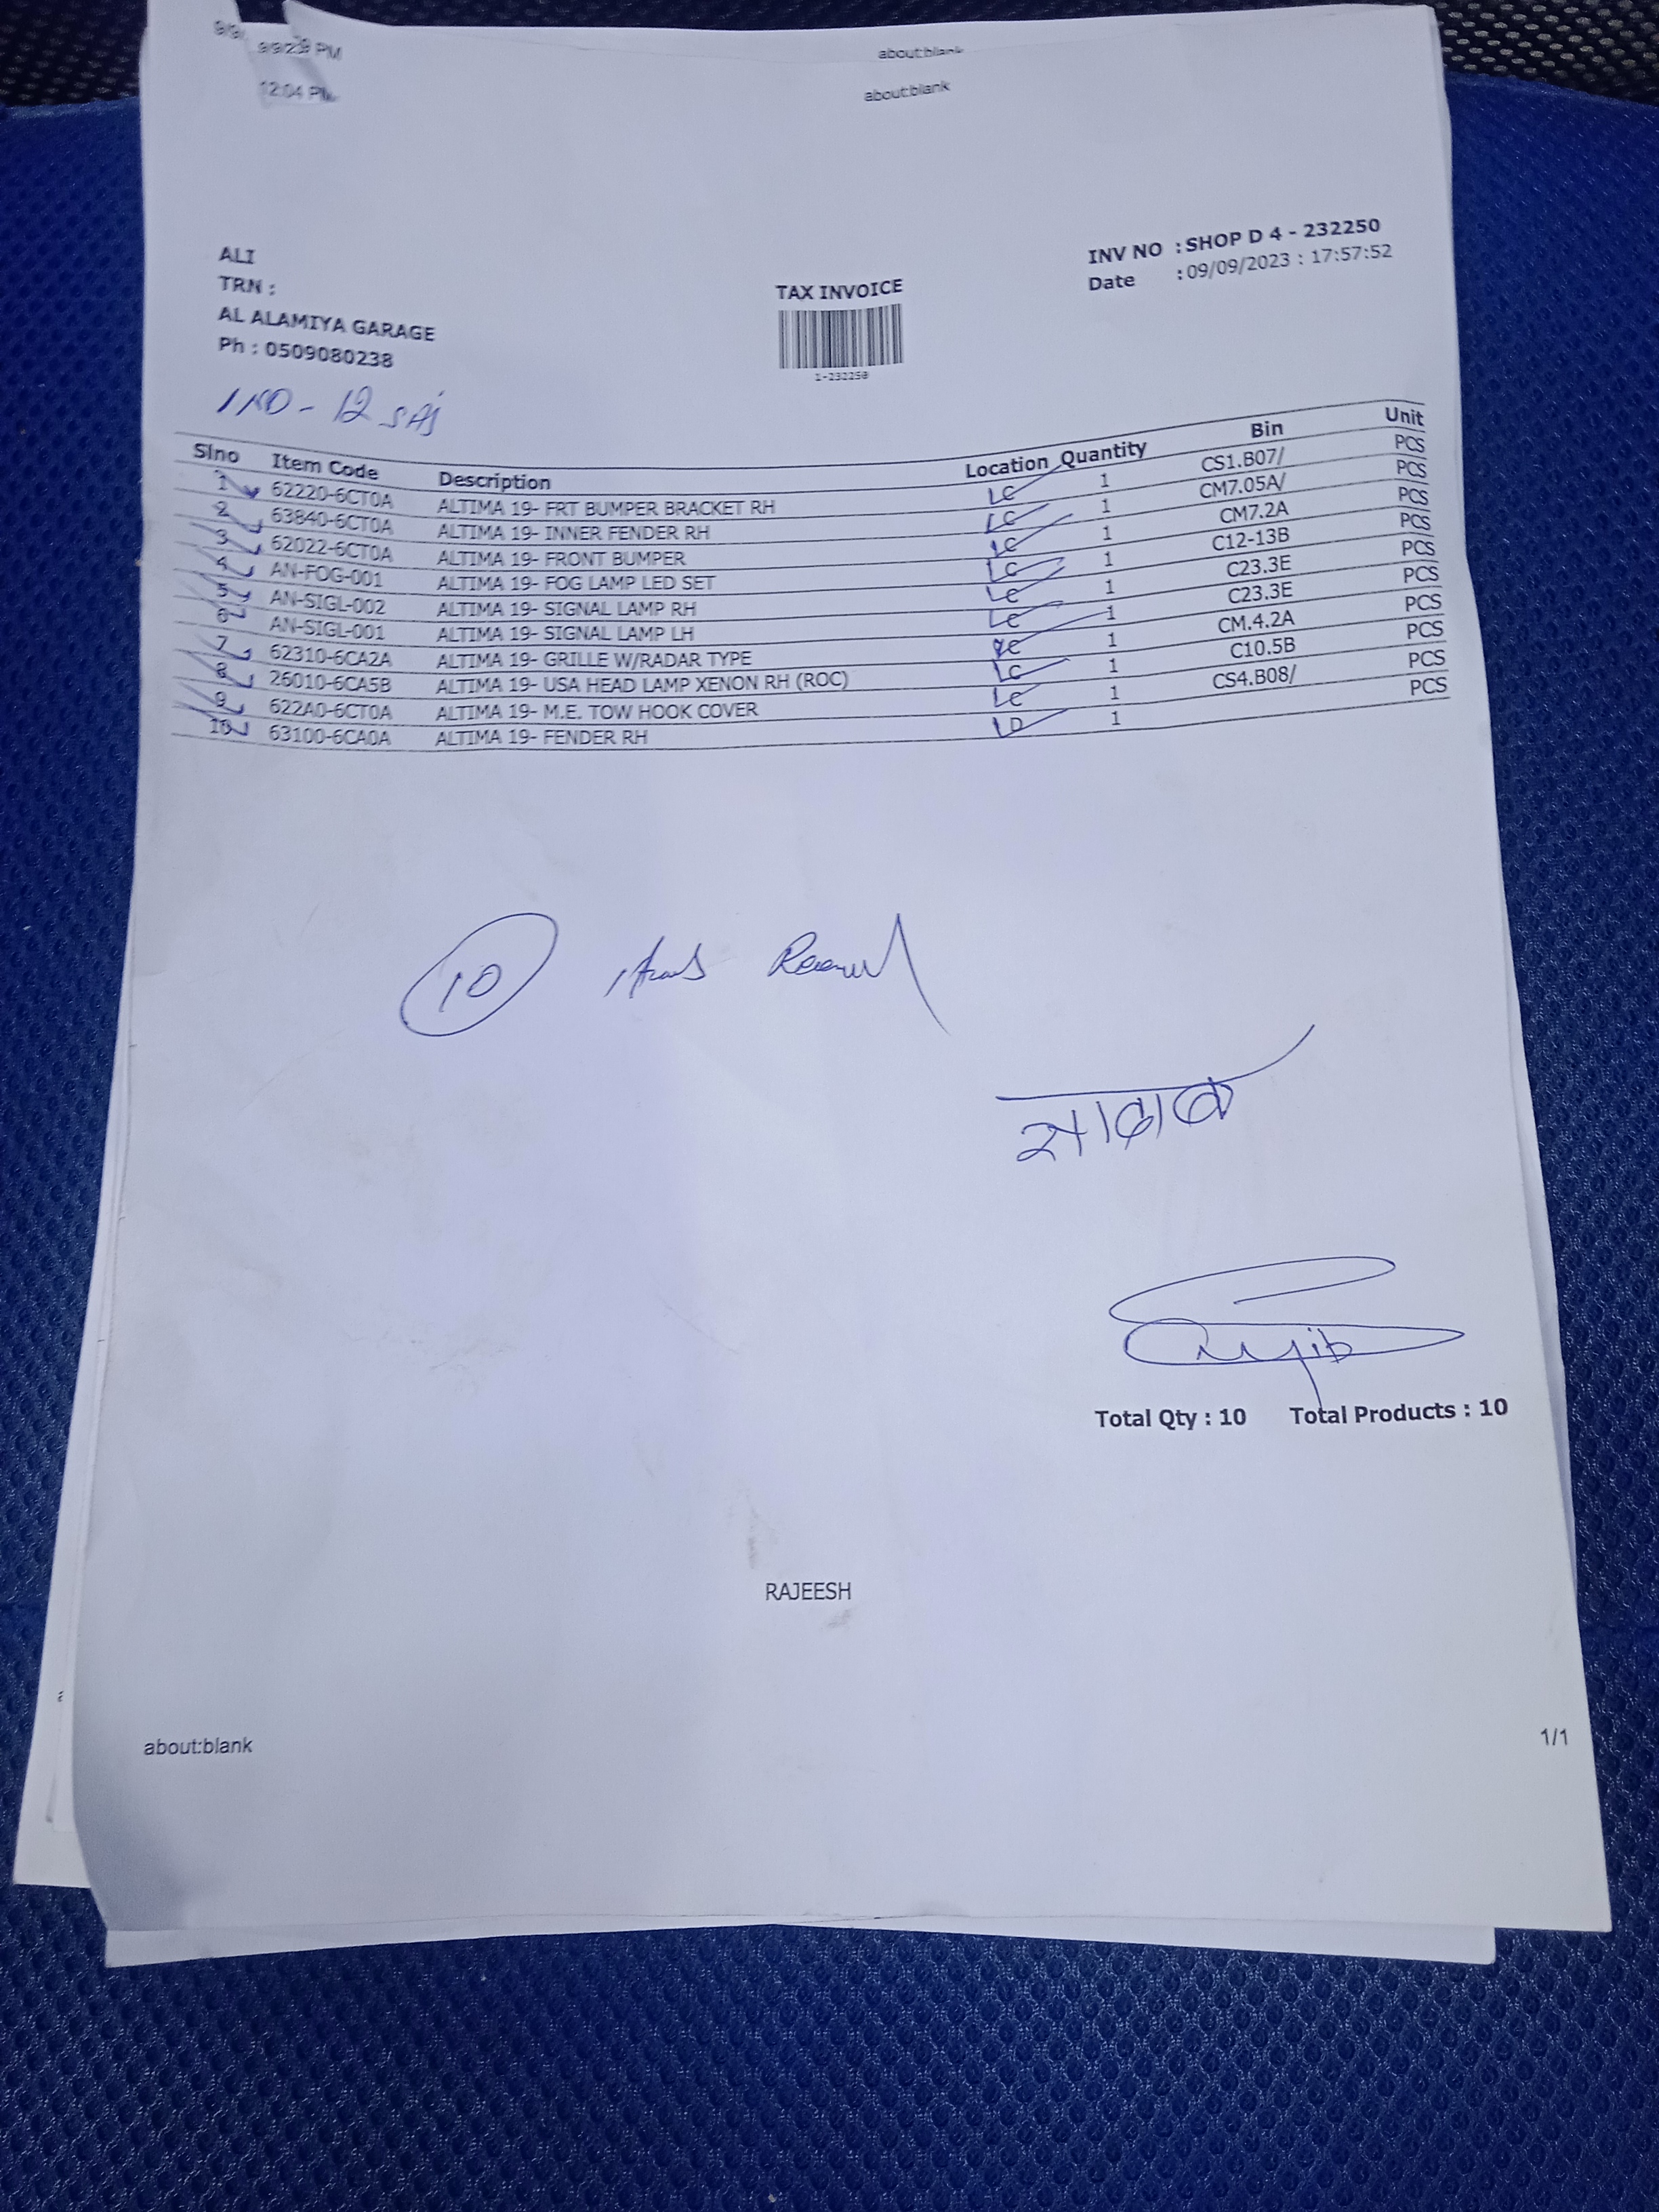 about:blank
12:04 PM
about:blank
ALI
TRN :
AL ALAMIYA GARAGE
Ph : 0509080238
TAX INVOICE
1-232250
INV NO : SHOP D 4 - 232250
Date : 09/09/2023 : 17:57:52
Slno Item Code Description Location Quantity Bin Unit
1 62220-6CT0A ALTIMA 19- FRT BUMPER BRACKET RH LC 1 CS1.B07/ PCS
2 63840-6CT0A ALTIMA 19- INNER FENDER RH LC 1 CM7.05A/ PCS
3 62022-6CT0A ALTIMA 19- FRONT BUMPER LC 1 CM7.2A PCS
4 AN-FOG-001 ALTIMA 19- FOG LAMP LED SET LC 1 C12-13B PCS
5 AN-SIGL-002 ALTIMA 19- SIGNAL LAMP RH LC 1 C23.3E PCS
6 AN-SIGL-001 ALTIMA 19- SIGNAL LAMP LH LC 1 C23.3E PCS
7 62310-6CA2A ALTIMA 19- GRILLE W/RADAR TYPE 1 CM.4.2A PCS
8 26010-6CA5B ALTIMA 19- USA HEAD LAMP XENON RH (ROC) LC 1 C10.5B PCS
9 622A0-6CT0A ALTIMA 19- M.E. TOW HOOK COVER LC 1 CS4.B08/ PCS
10 63100-6CA0A ALTIMA 19- FENDER RH LD 1 PCS
10
Total Qty : 10 Total Products : 10
RAJEESH
about:blank 1/1